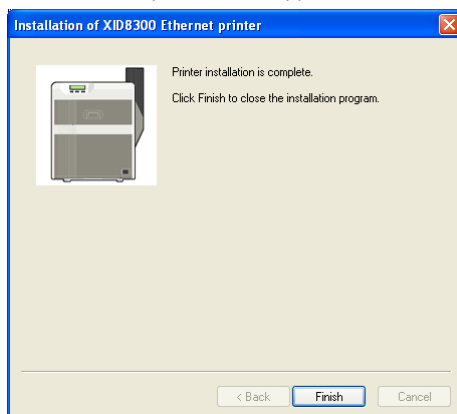 Installation of XID8300 Ethernet printer
Printer installation is complete.
Click Finish to close the installation program.
< Back Finish Cancel